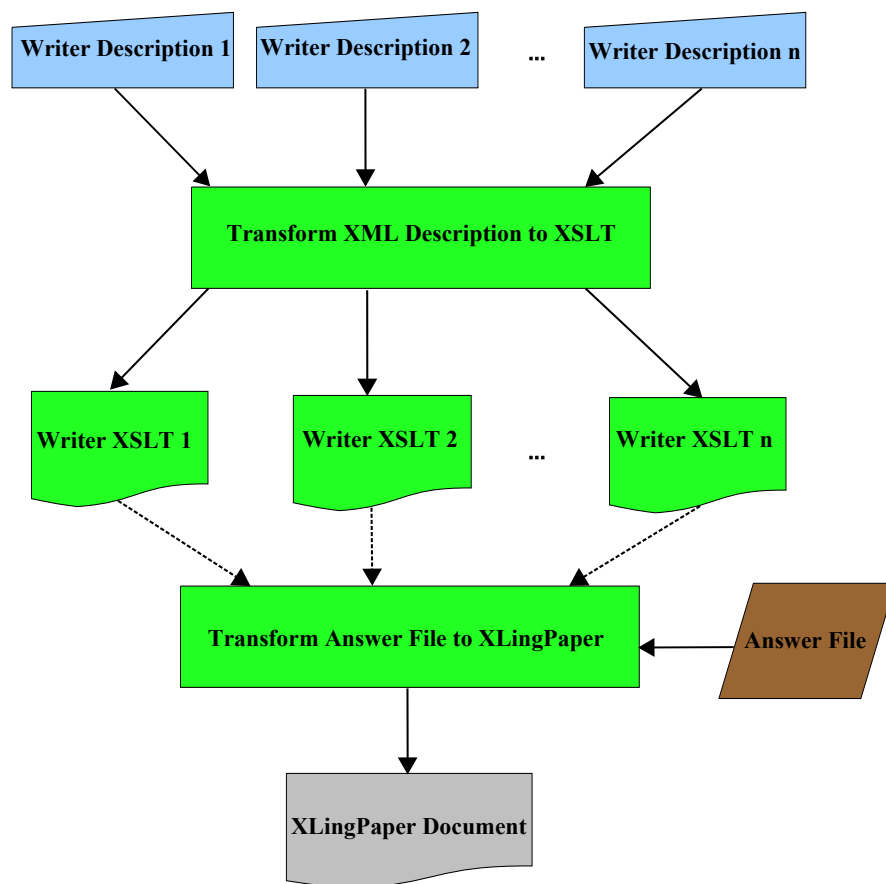 Writer Description 1
Writer Description 2
...
Writer Description n
Transform XML Description to XSLT
Writer XSLT 1
Writer XSLT 2
...
Writer XSLT n
Transform Answer File to XLingPaper
Answer File
XLingPaper Document